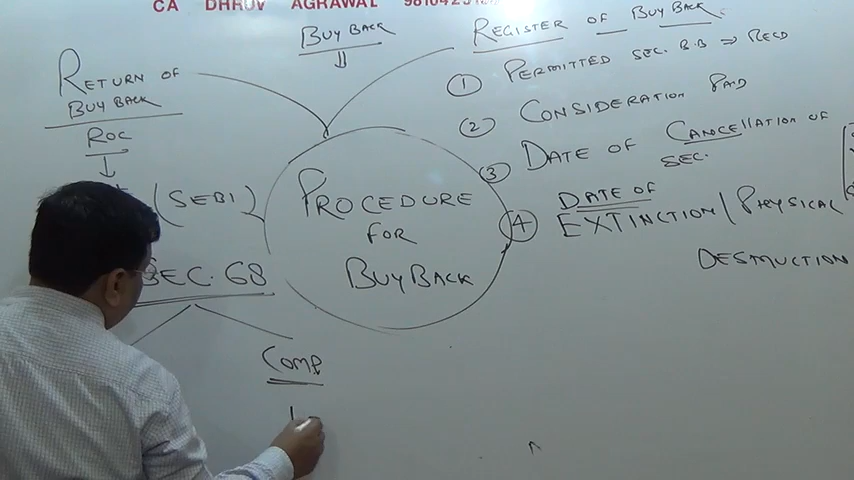 CA DHRUV AGRAWAL
BUY BACK
RETURN OF
BUY BACK
ROC
(SEBI)
SEC. 68
COMP
PROCEDURE
FOR
BUY BACK
REGISTER OF BUY BACK
① PERMITTED SEC. B.B ⇒ RECD
② CONSIDERATION PAID
③ DATE OF CANCELLATION OF
SEC.
④ DATE OF
EXTINCTION / PHYSICAL
DESTRUCTION